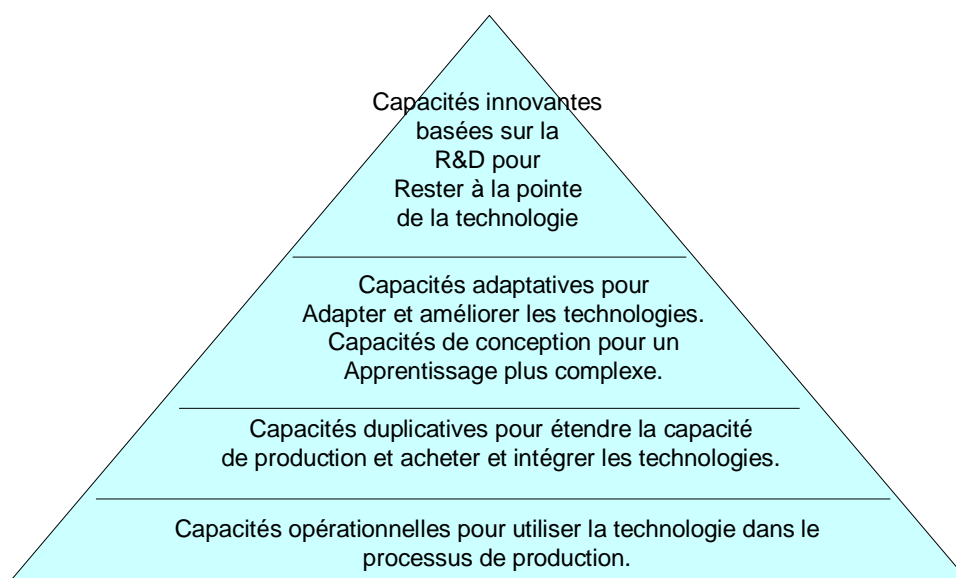 Capacités innovantes
basées sur la
R&D pour
Rester à la pointe
de la technologie
Capacités adaptatives pour
Adapter et améliorer les technologies.
Capacités de conception pour un
Apprentissage plus complexe.
Capacités duplicatives pour étendre la capacité
de production et acheter et intégrer les technologies.
Capacités opérationnelles pour utiliser la technologie dans le
processus de production.